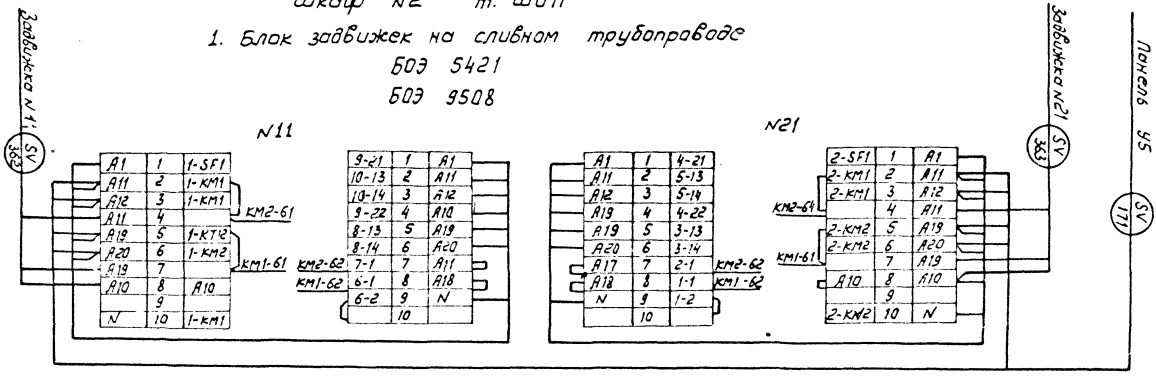 шкаф N2 т. шол
1. Блок задвижек на сливном трубопроводе
БОЭ 5421
БОЭ 9508
Задвижка N11
SV
362
N11
A1 1 1-SF1
A11 2 1-KM1
A12 3 1-KM1
A11 4
A19 5 1-KT12
A20 6 1-KM2
A19 7
A10 8 A10
9
N 10 1-KM1
KM2-61
KM1-61
9-21 1 A1
10-13 2 A11
10-14 3 A12
9-22 4 A10
8-13 5 A19
8-14 6 A20
KM2-62 7-1 7 A11
KM1-62 6-1 8 A18
6-2 9 N
10
N21
A1 1 4-21
A11 2 5-13
A12 3 5-14
A19 4 4-22
A19 5 3-13
A20 6 3-14
A17 7 2-1 KM2-62
A18 8 1-1 KM1-62
N 9 1-2
10
KM2-64
KM1-61
2-SF1 1 A1
2-KM1 2 A11
2-KM1 3 A12
4 A11
2-KM2 5 A19
2-KM2 6 A20
7 A19
A10 8 A10
9
2-KM2 10 N
Задвижка N21
SV
363
Панель У5
SV
171